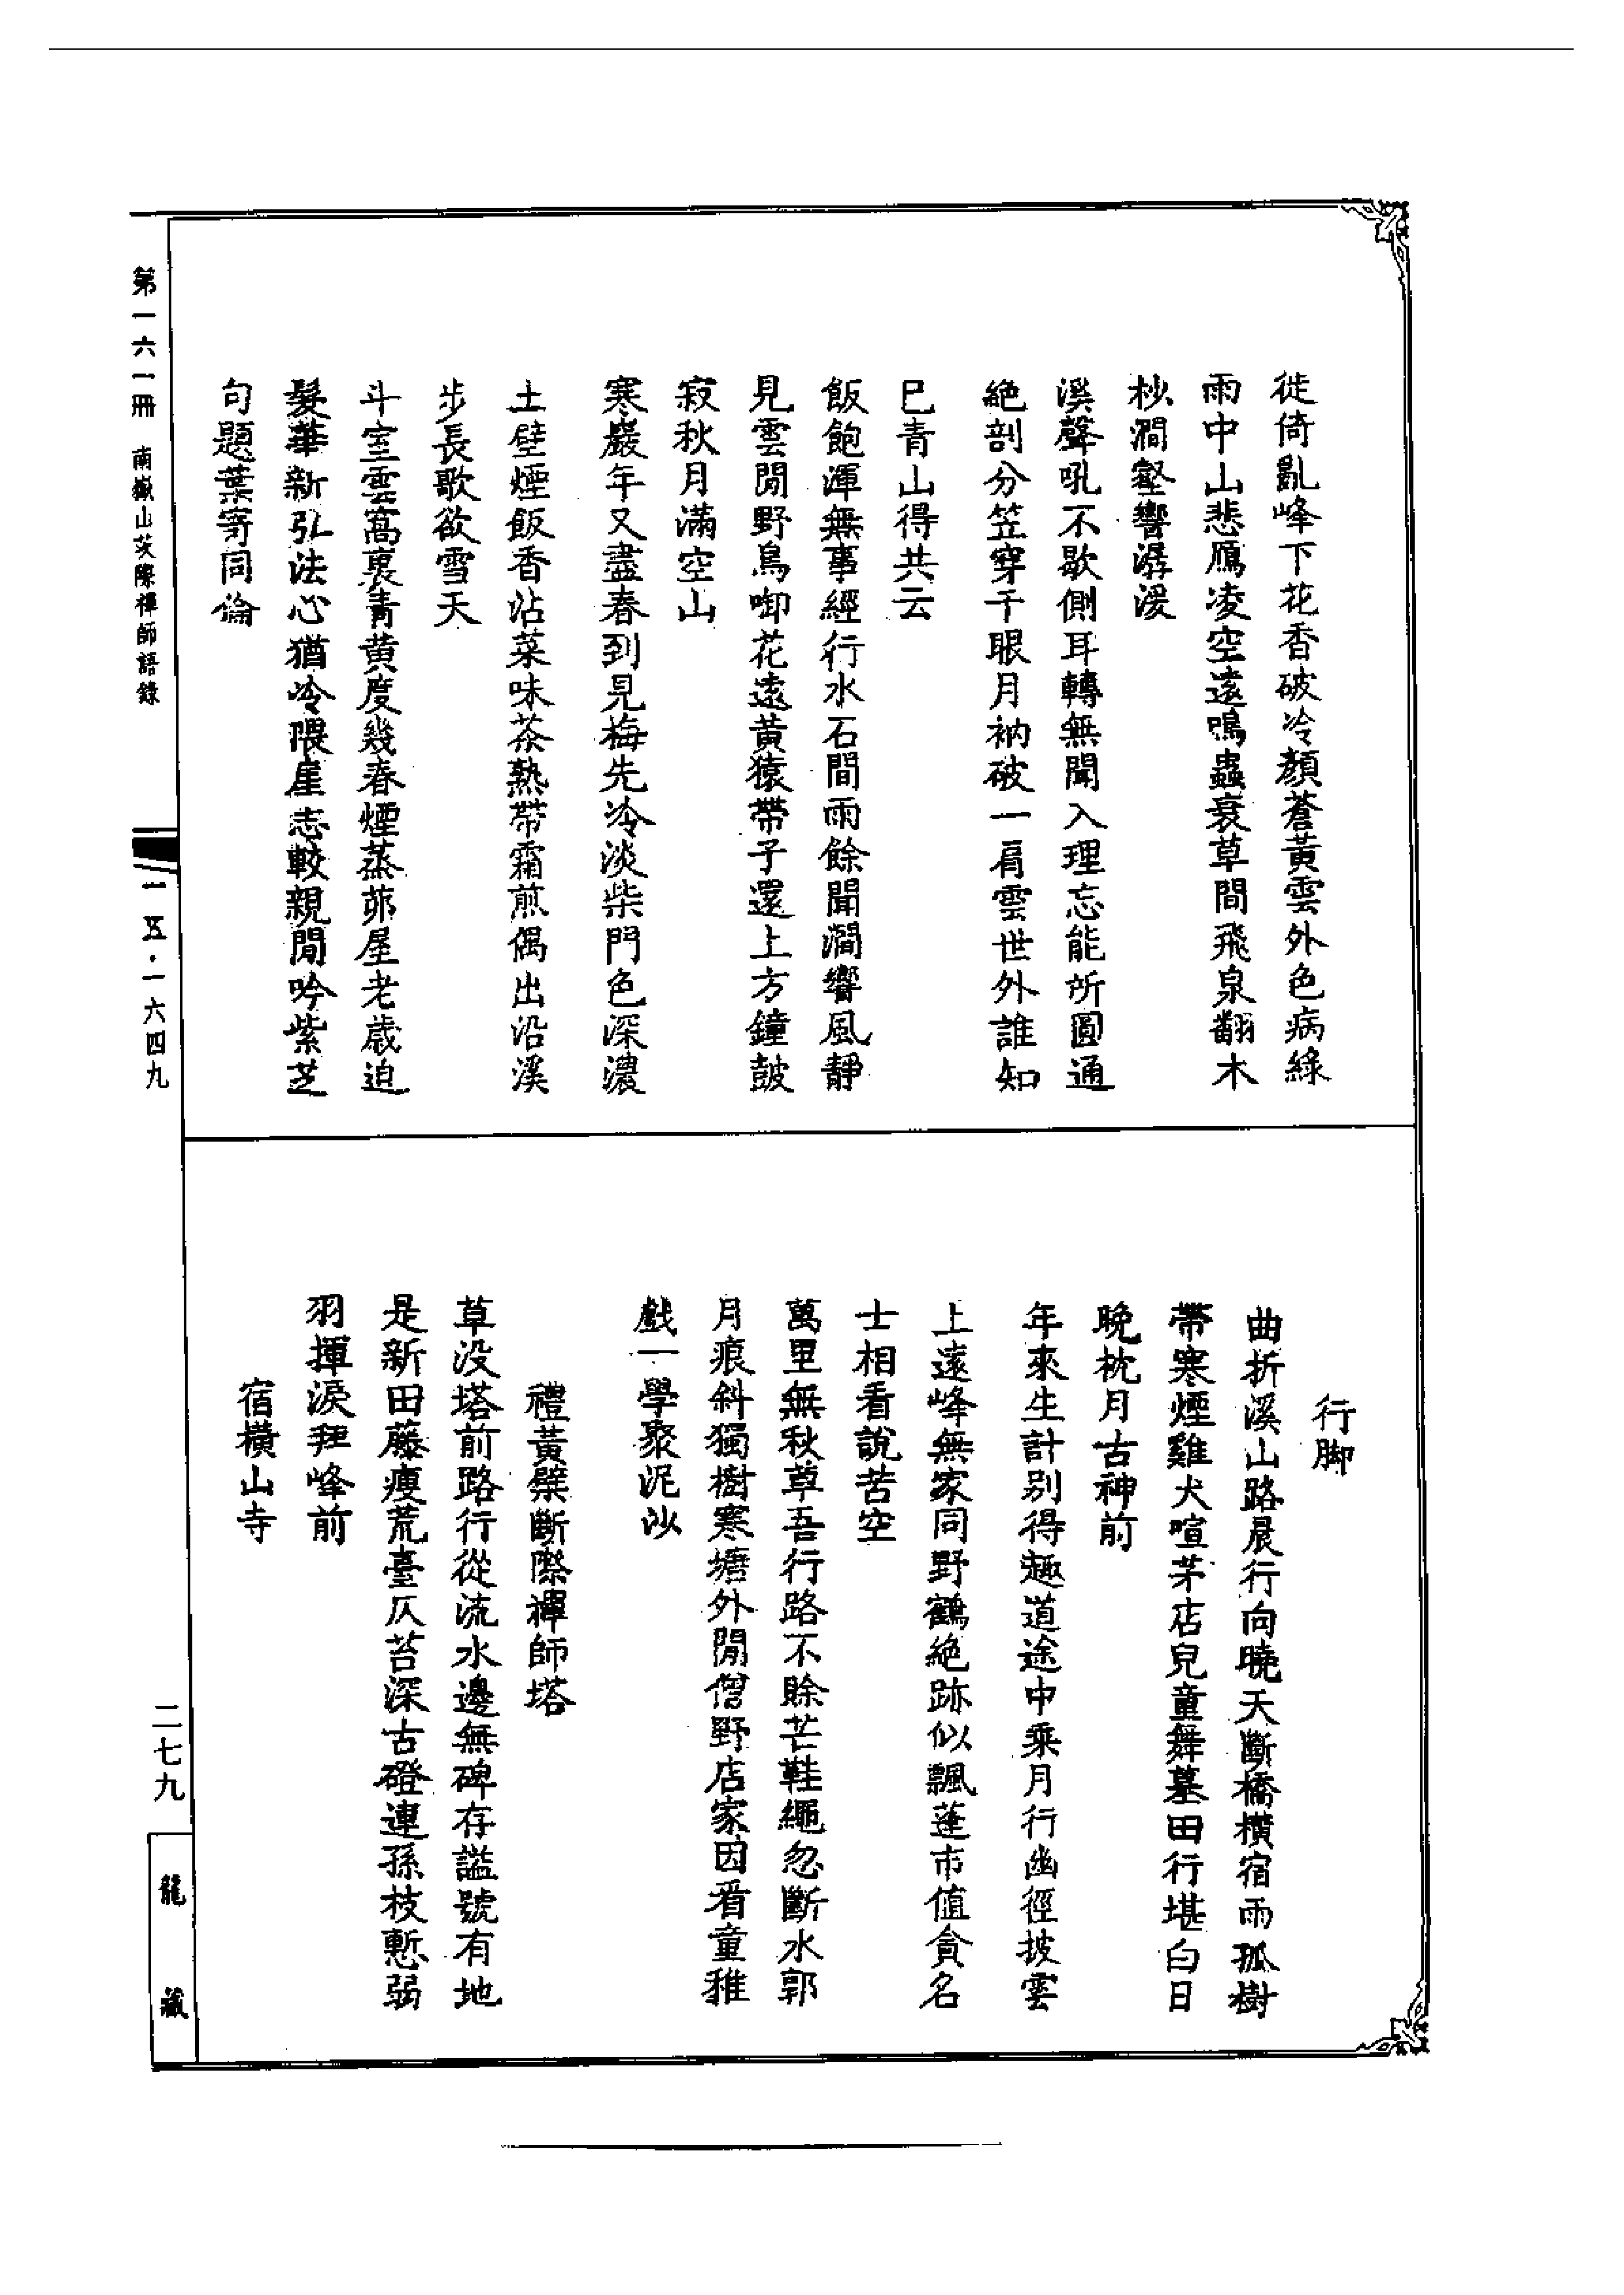 徙倚亂峰下花香破冷顏蒼黃雲外色病綠
雨中山悲鴈凌空遠鳴蟲衰草間飛泉翻木
杪澗壑響潺湲
溪聲吼不歇側耳轉無聞入理忘能所圓通
絕剖分笠穿千眼月衲破一肩雲世外誰知
巳青山得共云
飯飽渾無事經行水石間雨餘聞澗響風靜
見雲閒野鳥啣花遠黃猿帶子還上方鐘皷
寂秋月滿空山
寒巖年又盡春到見梅先冷淡柴門色深濃
土壁煙飯香沾菜味茶熟帶霜煎偶出沿溪
步長歌欲雪天
斗室雲窩裏青黃度幾春煙蒸茆屋老歲迫
髮華新弘法心猶冷隈崖志較親閒吟紫芝
句題葉寄同倫
行脚
曲折溪山路晨行向曉天斷橋橫宿雨孤樹
帶寒煙雞犬喧茅店兒童舞墓田行堪白日
晚枕月古神前
年來生計別得趣道途中乘月行幽徑披雲
上遠峰無家同野鶴絕跡似飄蓬市值貪名
士相看說苦空
萬里無秋草吾行路不賒芒鞋繩忽斷水郭
月痕斜獨樹寒塘外閒僧野店家因看童稚
戲一學聚泥沙
禮黃檗斷際禪師塔
草沒塔前路行從流水邊無碑存謚號有地
是新田藤瘦荒臺仄苔深古磴連孫枝慙弱
羽揮淚拜峰前
宿橫山寺
第一六一冊 南嶽山茨際禪師語錄
一五·一六四九
二七九
龍藏